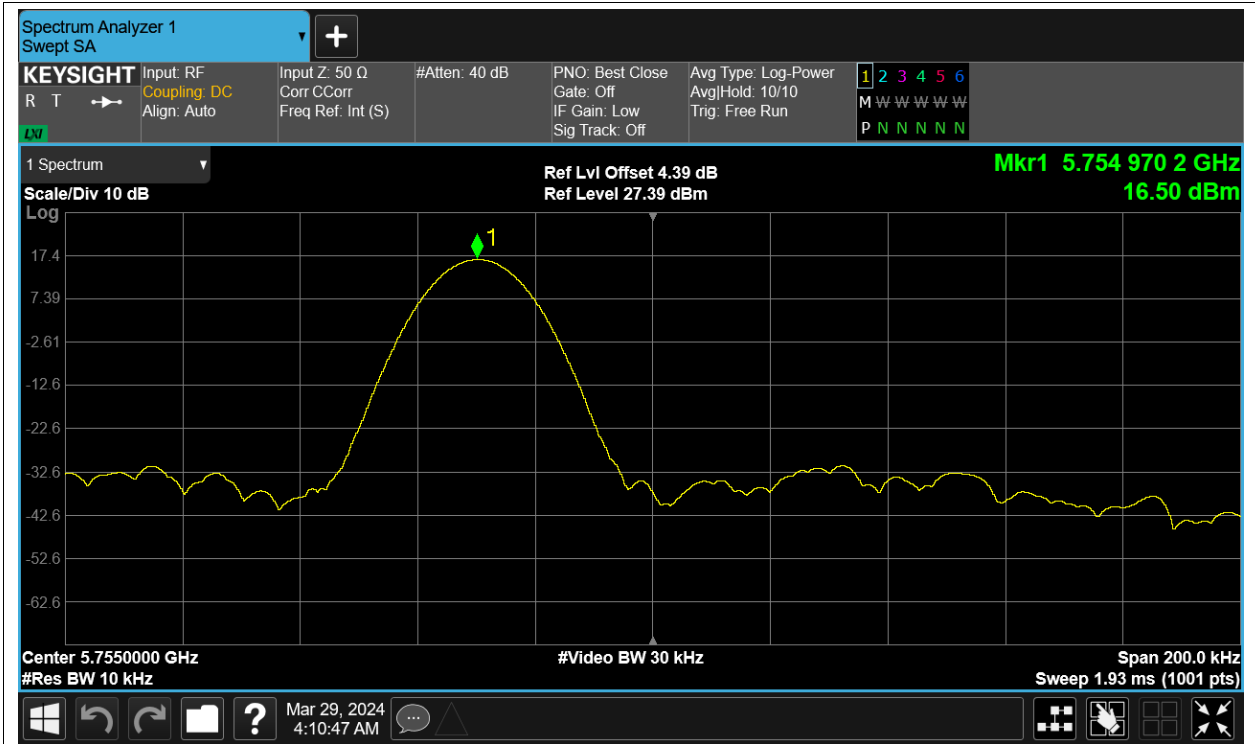 Spectrum Analyzer 1
Swept SA
+
KEYSIGHT
R T
LXI
Input: RF
Coupling: DC
Align: Auto
Input Z: 50 Ω
Corr CCorr
Freq Ref: Int (S)
#Atten: 40 dB
PNO: Best Close
Gate: Off
IF Gain: Low
Sig Track: Off
Avg Type: Log-Power
Avg|Hold: 10/10
Trig: Free Run
1 2 3 4 5 6
M W W W W W
P N N N N N
1 Spectrum
Scale/Div 10 dB
Log
Ref Lvl Offset 4.39 dB
Ref Level 27.39 dBm
Mkr1 5.754 970 2 GHz
16.50 dBm
1
17.4
7.39
-2.61
-12.6
-22.6
-32.6
-42.6
-52.6
-62.6
Center 5.7550000 GHz
#Res BW 10 kHz
#Video BW 30 kHz
Span 200.0 kHz
Sweep 1.93 ms (1001 pts)
?
Mar 29, 2024
4:10:47 AM